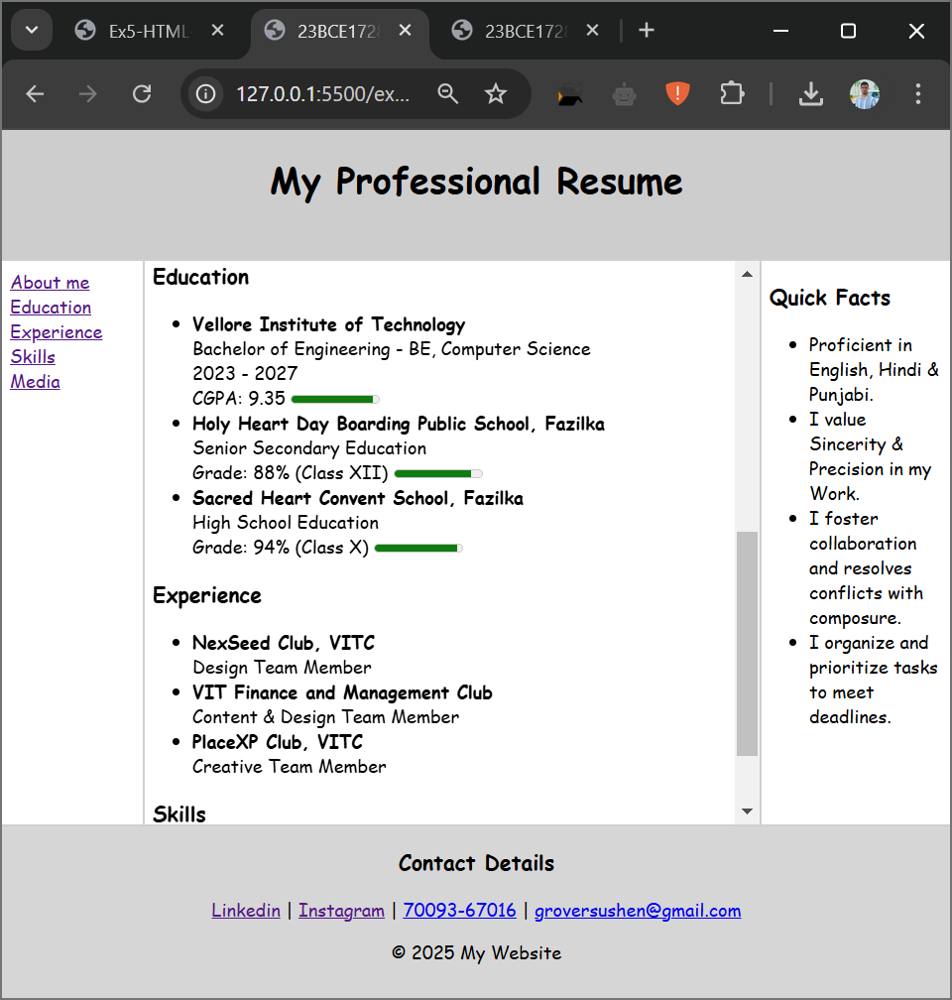 Ex5-HTML-
23BCE1728
23BCE1728
127.0.0.1:5500/ex...
My Professional Resume
About me
Education
Experience
Skills
Media
Education
Vellore Institute of Technology
Bachelor of Engineering - BE, Computer Science
2023 - 2027
CGPA: 9.35
Holy Heart Day Boarding Public School, Fazilka
Senior Secondary Education
Grade: 88% (Class XII)
Sacred Heart Convent School, Fazilka
High School Education
Grade: 94% (Class X)
Experience
NexSeed Club, VITC
Design Team Member
VIT Finance and Management Club
Content & Design Team Member
PlaceXP Club, VITC
Creative Team Member
Skills
Quick Facts
Proficient in
English, Hindi &
Punjabi.
I value
Sincerity &
Precision in my
Work.
I foster
collaboration
and resolves
conflicts with
composure.
I organize and
prioritize tasks
to meet
deadlines.
Contact Details
Linkedin | Instagram | 70093-67016 | groversushen@gmail.com
© 2025 My Website